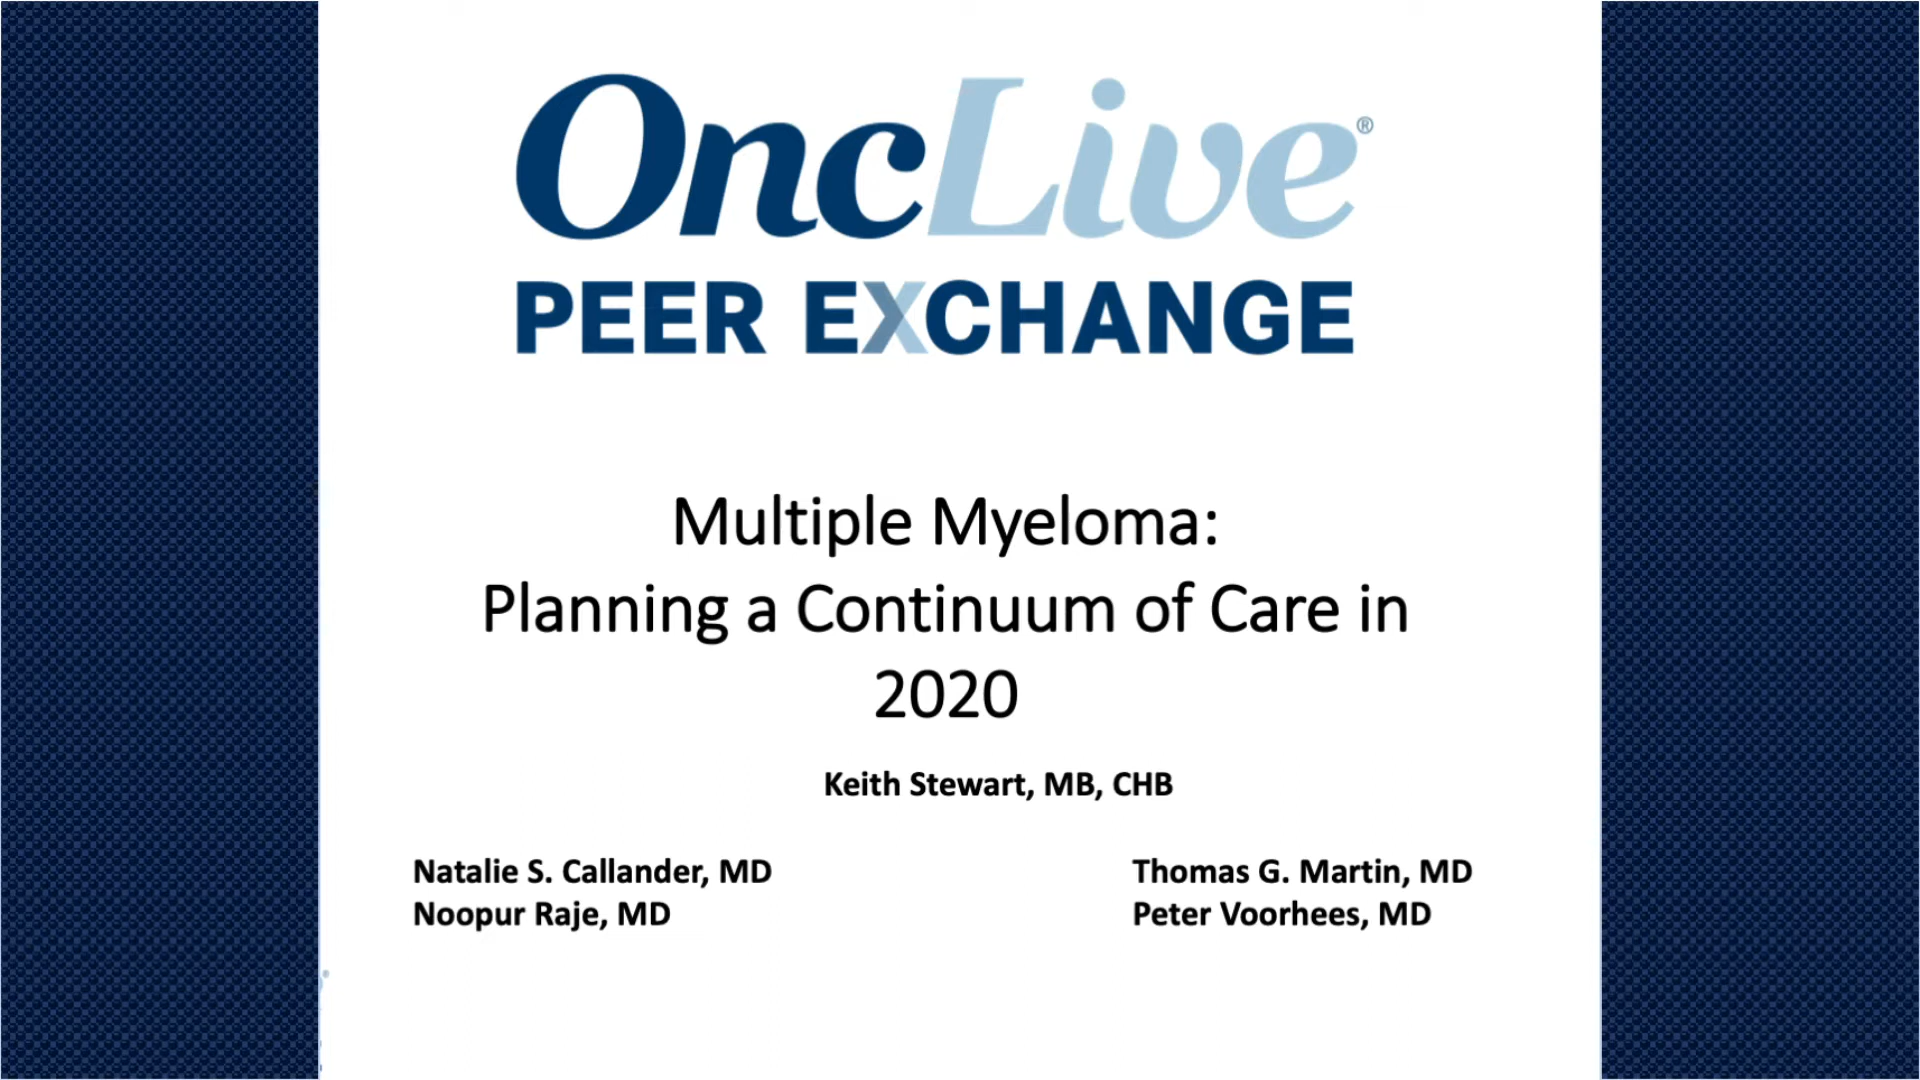 OncLive®
PEER EXCHANGE
Multiple Myeloma:
Planning a Continuum of Care in
2020
Keith Stewart, MB, CHB
Natalie S. Callander, MD
Noopur Raje, MD
Thomas G. Martin, MD
Peter Voorhees, MD